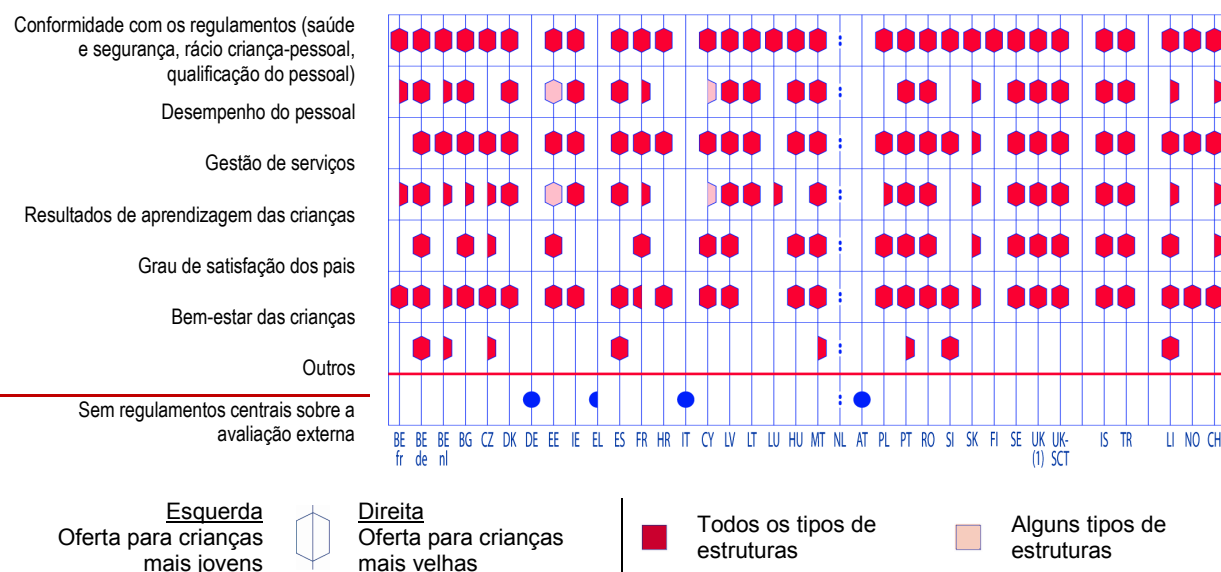 Conformidade com os regulamentos (saúde
e segurança, rácio criança-pessoal,
qualificação do pessoal)
Desempenho do pessoal
Gestão de serviços
Resultados de aprendizagem das crianças
Grau de satisfação dos pais
Bem-estar das crianças
Outros
Sem regulamentos centrais sobre a
avaliação externa
BE BE BE BG CZ DK DE EE IE EL ES FR HR IT CY LV LT LU HU MT NL AT PL PT RO SI SK FI SE UK UK- IS TR LI NO CH
fr de nl (1) SCT
Esquerda
Oferta para crianças
mais jovens
Direita
Oferta para crianças
mais velhas
Todos os tipos de
estruturas
Alguns tipos de
estruturas